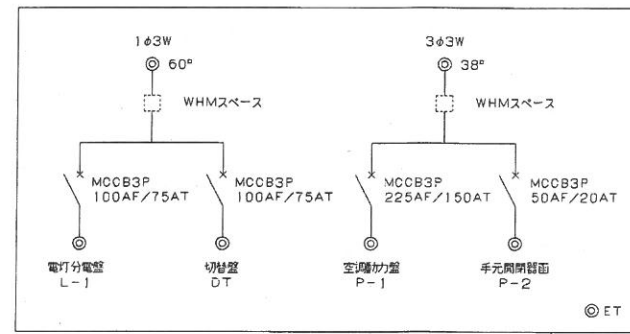 1φ3W
60°
WHMスペース
MCCB3P
100AF/75AT
MCCB3P
100AF/75AT
電灯分電盤
L-1
切替盤
DT
3φ3W
38°
WHMスペース
MCCB3P
225AF/150AT
MCCB3P
50AF/20AT
空調動力盤
P-1
手元開閉器面
P-2
ET